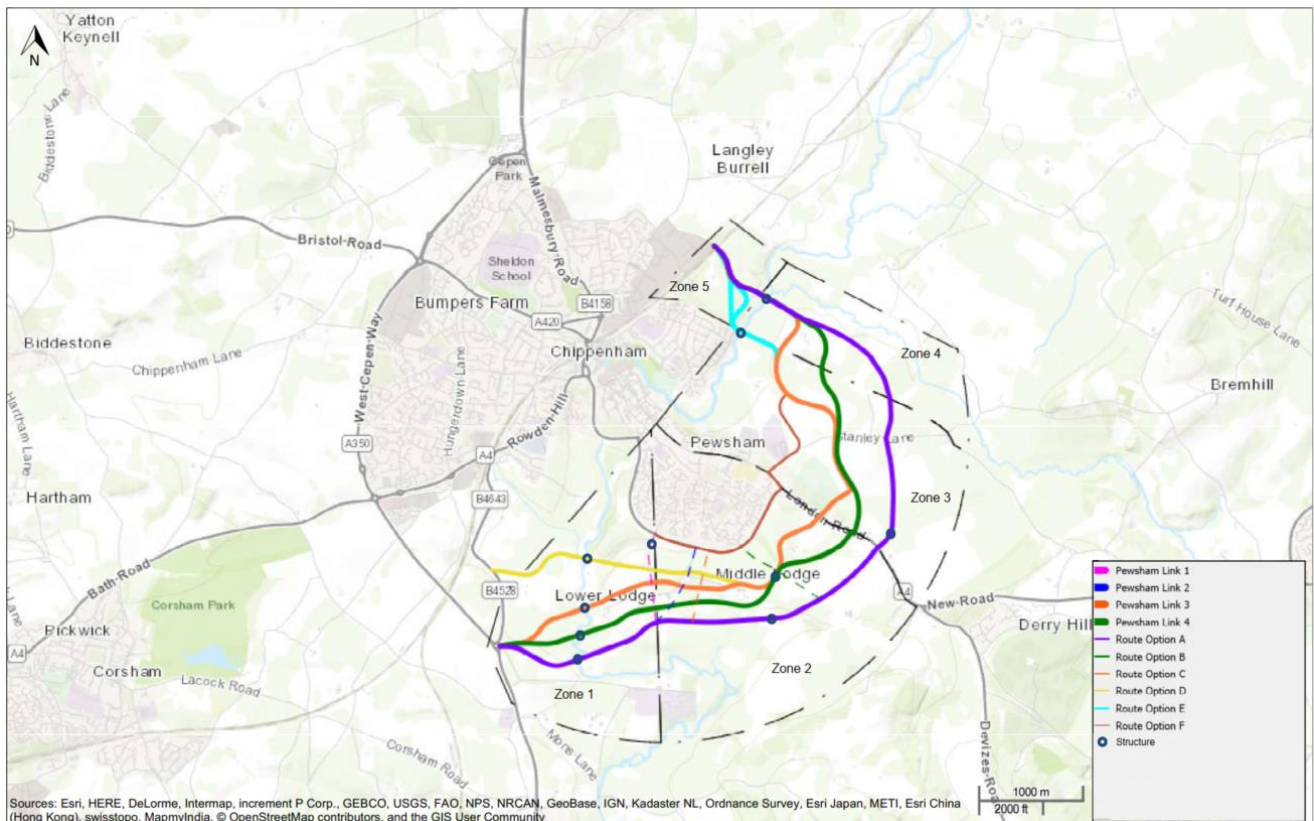 Yatton
Keynell
N
Biddestone Lane
Langley
Burrell
Cepen
Park
Malmesbury-Road
Bristol-Road
Sheldon
School
Zone 5
Bumpers Farm
B4158
A420
Turf House Lane
Biddestone
Chippenham
Zone 4
Chippenham-Lane
West-Cepen-Way
Hungerdown-Lane
Bremhill
Hartham Lane
Rowden-Hill
A350
A4
Pewsham
Stanley Lane
B4643
Hartham
London Road
Zone 3
Bath-Road
Middle Lodge
B4528
Lower Lodge
A4
New-Road
Corsham Park
Derry Hill
Pickwick
A4
Corsham
Zone 2
Lacock Road
Zone 1
Corsham Road
Mons Lane
Devizes-Road
Pewsham Link 1
Pewsham Link 2
Pewsham Link 3
Pewsham Link 4
Route Option A
Route Option B
Route Option C
Route Option D
Route Option E
Route Option F
Structure
1000 m
2000 ft
Sources: Esri, HERE, DeLorme, Intermap, increment P Corp., GEBCO, USGS, FAO, NPS, NRCAN, GeoBase, IGN, Kadaster NL, Ordnance Survey, Esri Japan, METI, Esri China
(Hong Kong), swisstopo, MapmyIndia, © OpenStreetMap contributors, and the GIS User Community